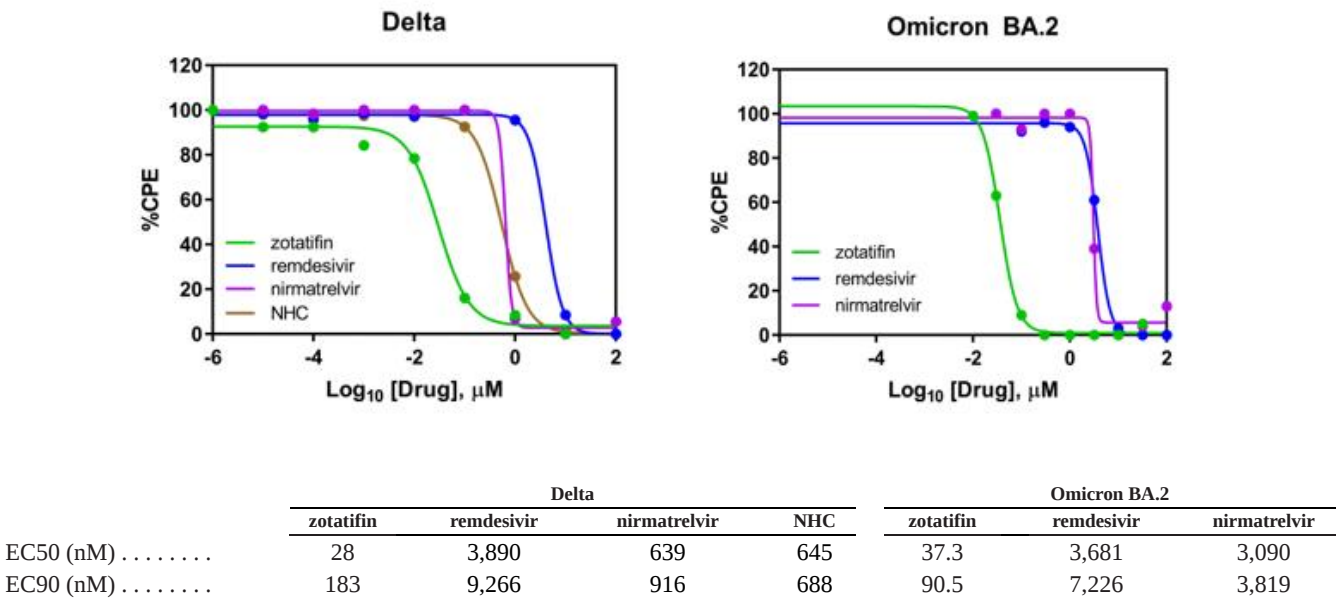 Delta
%CPE
120
100
80
60
40
20
0
zotatifin
remdesivir
nirmatrelvir
NHC
-6 -4 -2 0 2
Log10 [Drug], μM
Omicron BA.2
%CPE
120
100
80
60
40
20
0
zotatifin
remdesivir
nirmatrelvir
-6 -4 -2 0 2
Log10 [Drug], μM
Delta Omicron BA.2
zotatifin remdesivir nirmatrelvir NHC zotatifin remdesivir nirmatrelvir
EC50 (nM) . . . . . . . . 28 3,890 639 645 37.3 3,681 3,090
EC90 (nM) . . . . . . . . 183 9,266 916 688 90.5 7,226 3,819